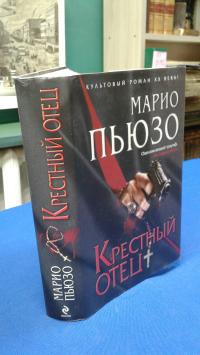 КУЛЬТОВЫЙ РОМАН XX ВЕКА!
МАРИО
ПЬЮЗО
КРЕСТНЫЙ
ОТЕЦ
КРЕСТНЫЙ ОТЕЦ
МАРИО
ПЬЮЗО